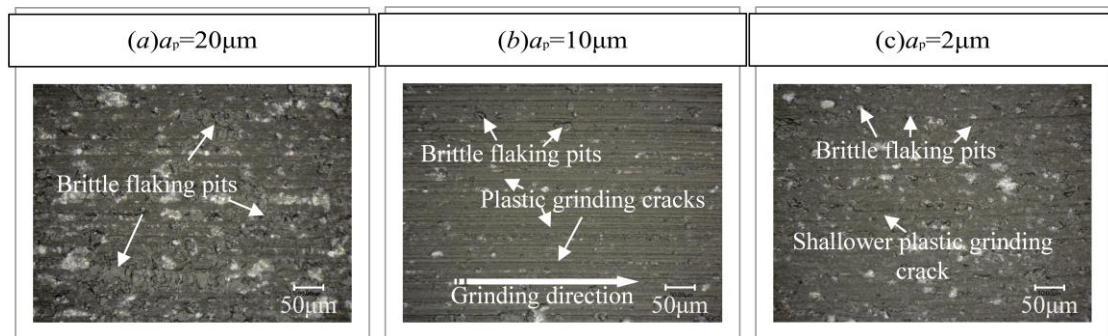 (a)aₚ=20μm
Brittle flaking pits
50μm
(b)aₚ=10μm
Brittle flaking pits
Plastic grinding cracks
Grinding direction
50μm
(c)aₚ=2μm
Brittle flaking pits
Shallower plastic grinding
crack
50μm